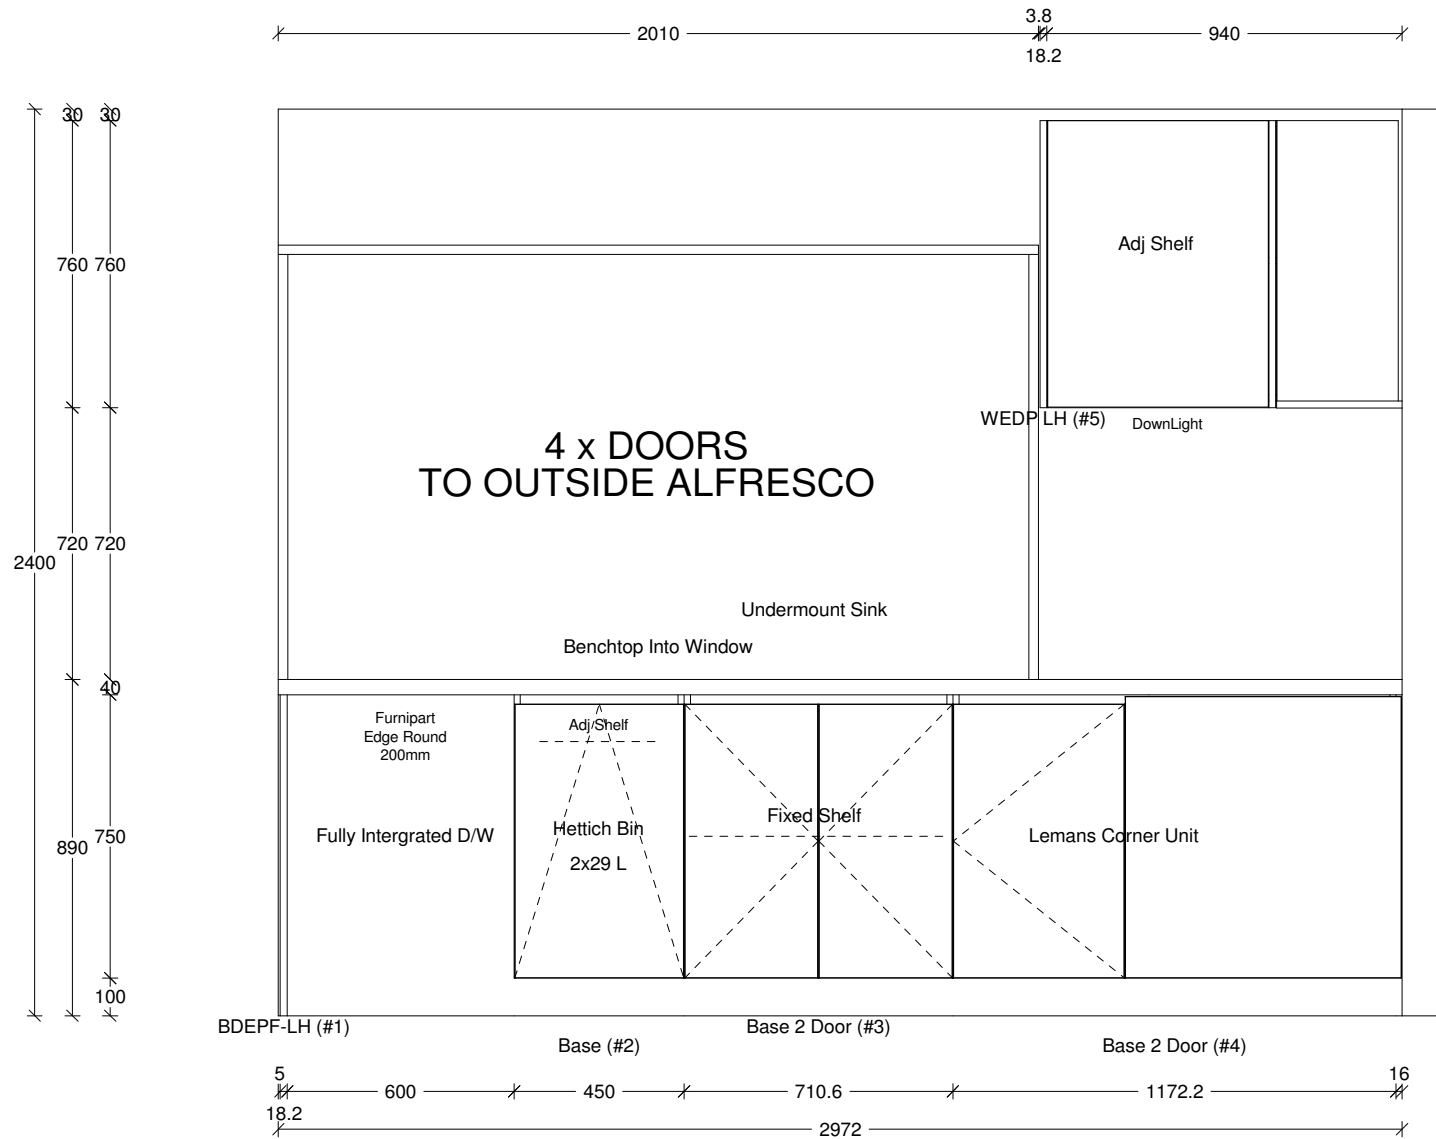 3.8
2010
940
18.2
30
30
Adj Shelf
760
760
WEDP LH (#5)
DownLight
4 x DOORS
TO OUTSIDE ALFRESCO
720
720
2400
Undermount Sink
Benchtop Into Window
40
Furnipart
Edge Round
200mm
Adj Shelf
Fixed Shelf
Fully Intergrated D/W
Hettich Bin
2x29 L
Lemans Corner Unit
750
890
100
BDEPF-LH (#1)
Base (#2)
Base 2 Door (#3)
Base 2 Door (#4)
5
600
450
710.6
1172.2
16
18.2
2972